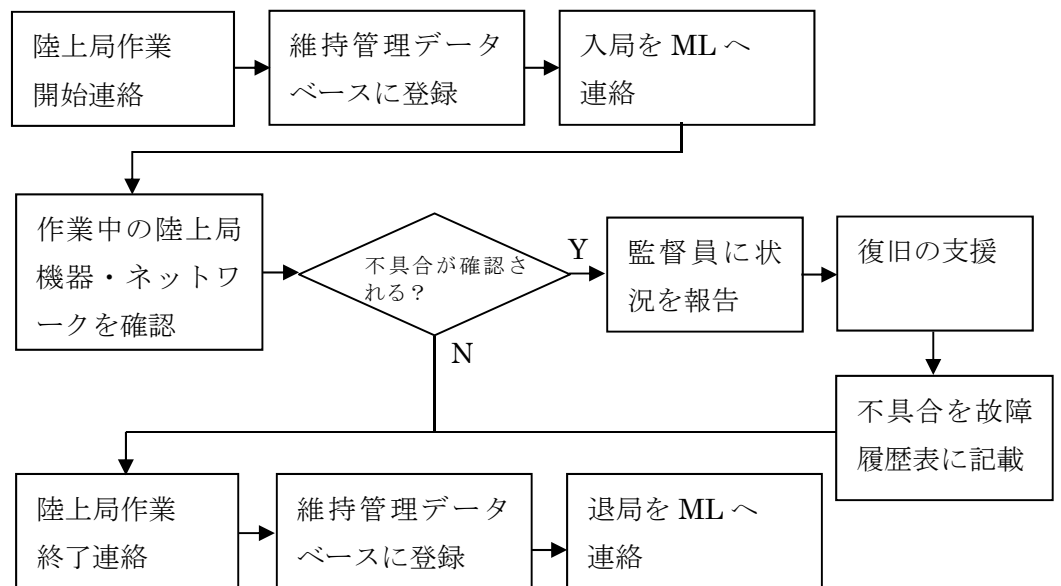 陸上局作業
開始連絡
維持管理データ
ベースに登録
入局を ML へ
連絡
作業中の陸上局
機器・ネットワ
ークを確認
不具合が確認さ
れる？
Y
N
監督員に状
況を報告
復旧の支援
不具合を故障
履歴表に記載
陸上局作業
終了連絡
維持管理データ
ベースに登録
退局を ML へ
連絡